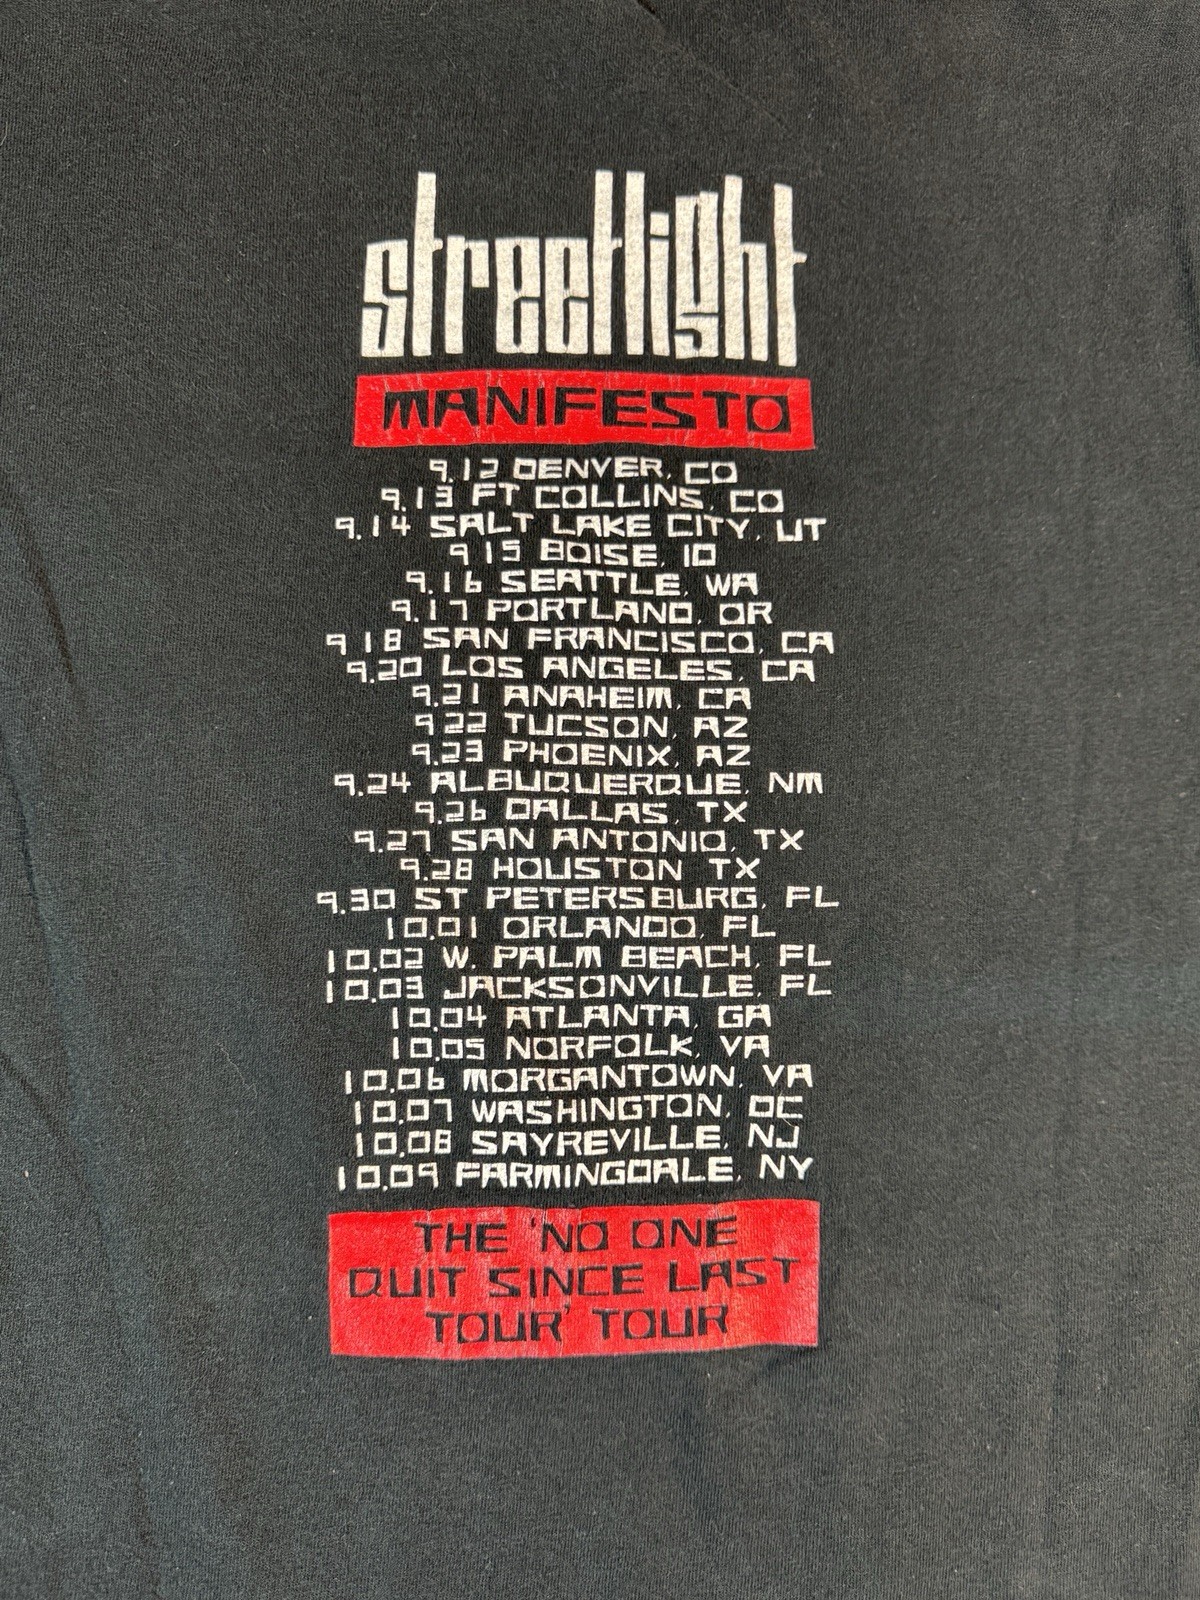 streetlight
MANIFESTO
9.12 DENVER, CO
9.13 FT COLLINS, CO
9.14 SALT LAKE CITY, UT
9.15 BOISE, ID
9.16 SEATTLE, WA
9.17 PORTLAND, OR
9.18 SAN FRANCISCO, CA
9.20 LOS ANGELES, CA
9.21 ANAHEIM, CA
9.22 TUCSON, AZ
9.23 PHOENIX, AZ
9.24 ALBUQUERQUE, NM
9.26 DALLAS, TX
9.27 SAN ANTONIO, TX
9.28 HOUSTON, TX
9.30 ST PETERSBURG, FL
10.01 ORLANDO, FL
10.02 W. PALM BEACH, FL
10.03 JACKSONVILLE, FL
10.04 ATLANTA, GA
10.05 NORFOLK, VA
10.06 MORGANTOWN, VA
10.07 WASHINGTON, DC
10.08 SAYREVILLE, NJ
10.09 FARMINGDALE, NY
THE 'NO ONE
QUIT SINCE LAST
TOUR' TOUR